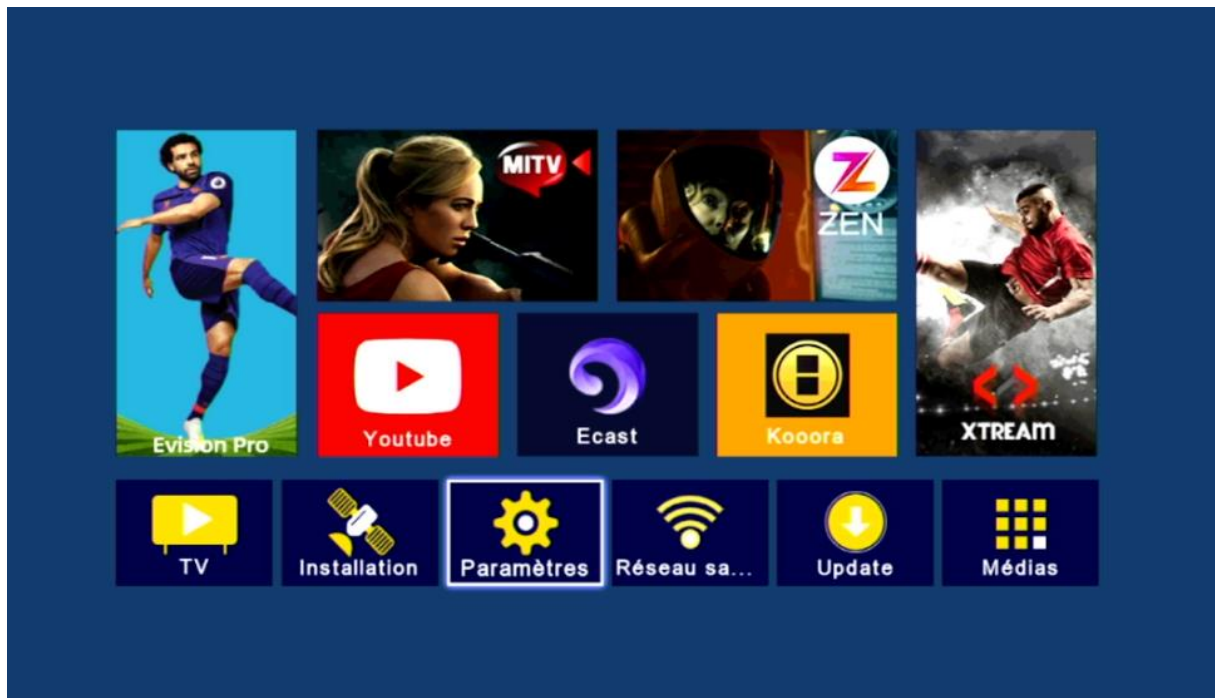 MITV
Z
ZEN
Evision Pro
Youtube
Ecast
Kooora
XTREAM
TV
Installation
Paramètres
Réseau sa...
Update
Médias